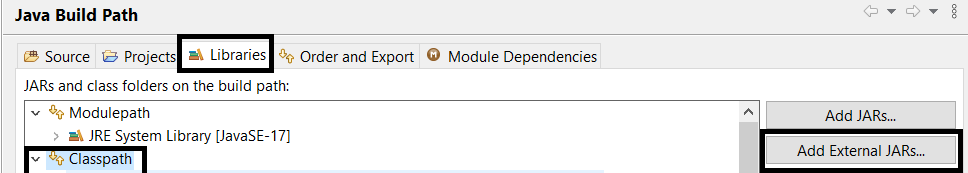 Java Build Path
Source Projects Libraries Order and Export Module Dependencies
JARs and class folders on the build path:
Modulepath
Add JARs...
JRE System Library [JavaSE-17]
Add External JARs...
Classpath